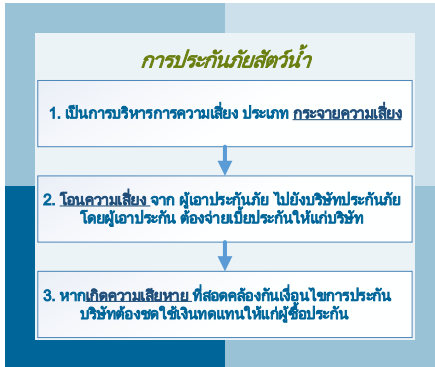 การประกันภัยสัตว์น้ำ
1. เป็นการบริหารการความเสี่ยง ประเภท กระจายความเสี่ยง
2. โอนความเสี่ยง จาก ผู้เอาประกันภัย ไปยังบริษัทประกันภัย
โดยผู้เอาประกัน ต้องจ่ายเบี้ยประกันให้แก่บริษัท
3. หากเกิดความเสียหาย ที่สอดคล้องกับเงื่อนไขการประกัน
บริษัทต้องชดใช้เงินทดแทนให้แก่ผู้ซื้อประกัน